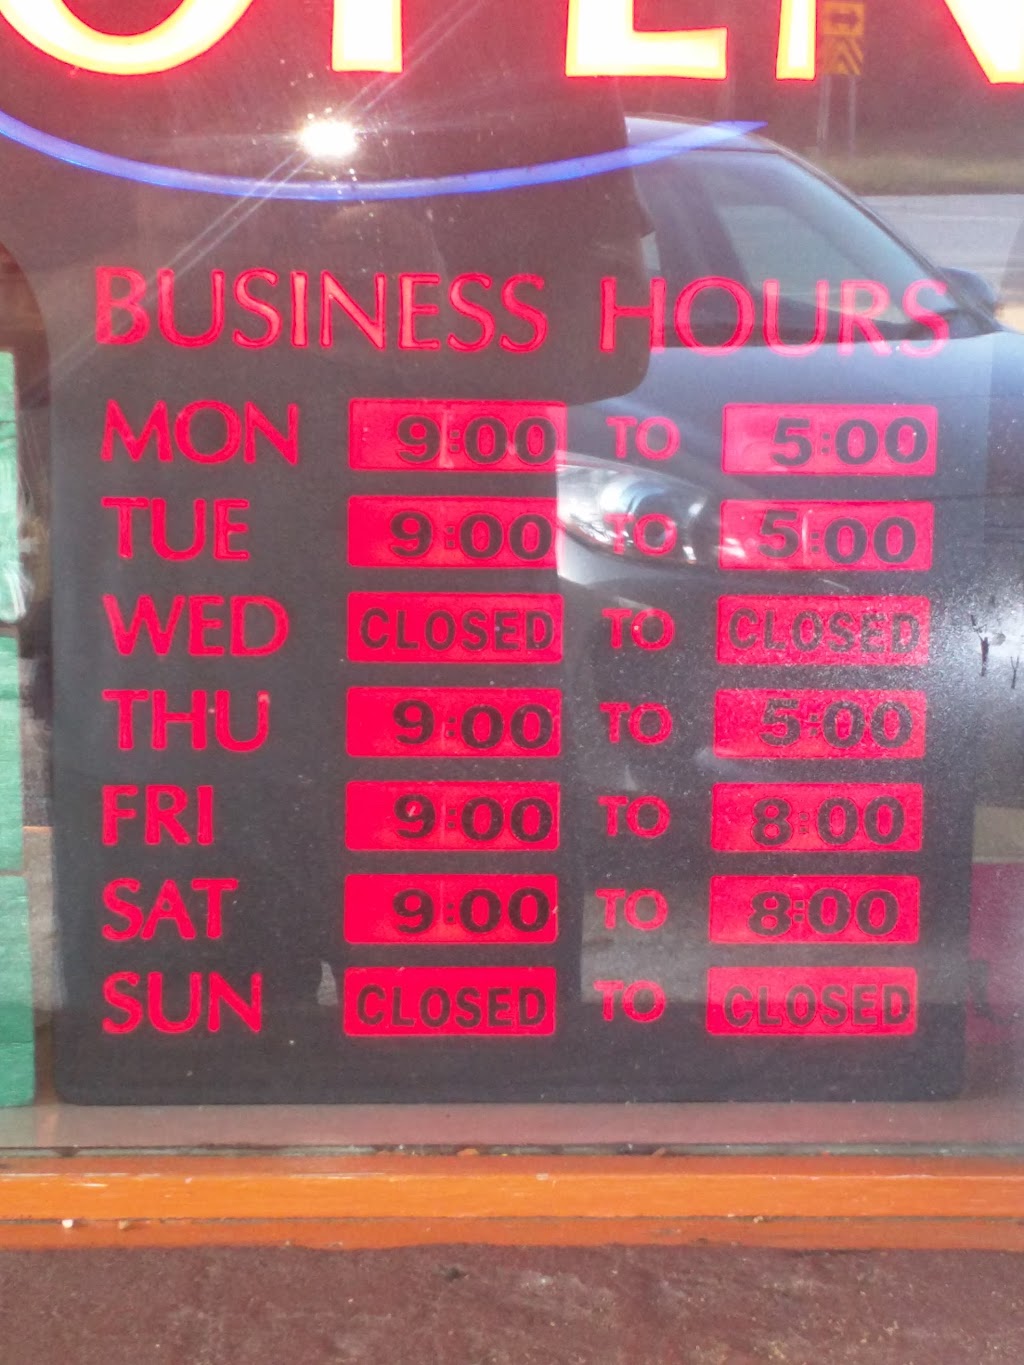 OPEN
BUSINESS HOURS
MON 9:00 TO 5:00
TUE 9:00 TO 5:00
WED CLOSED TO CLOSED
THU 9:00 TO 5:00
FRI 9:00 TO 8:00
SAT 9:00 TO 8:00
SUN CLOSED TO CLOSED